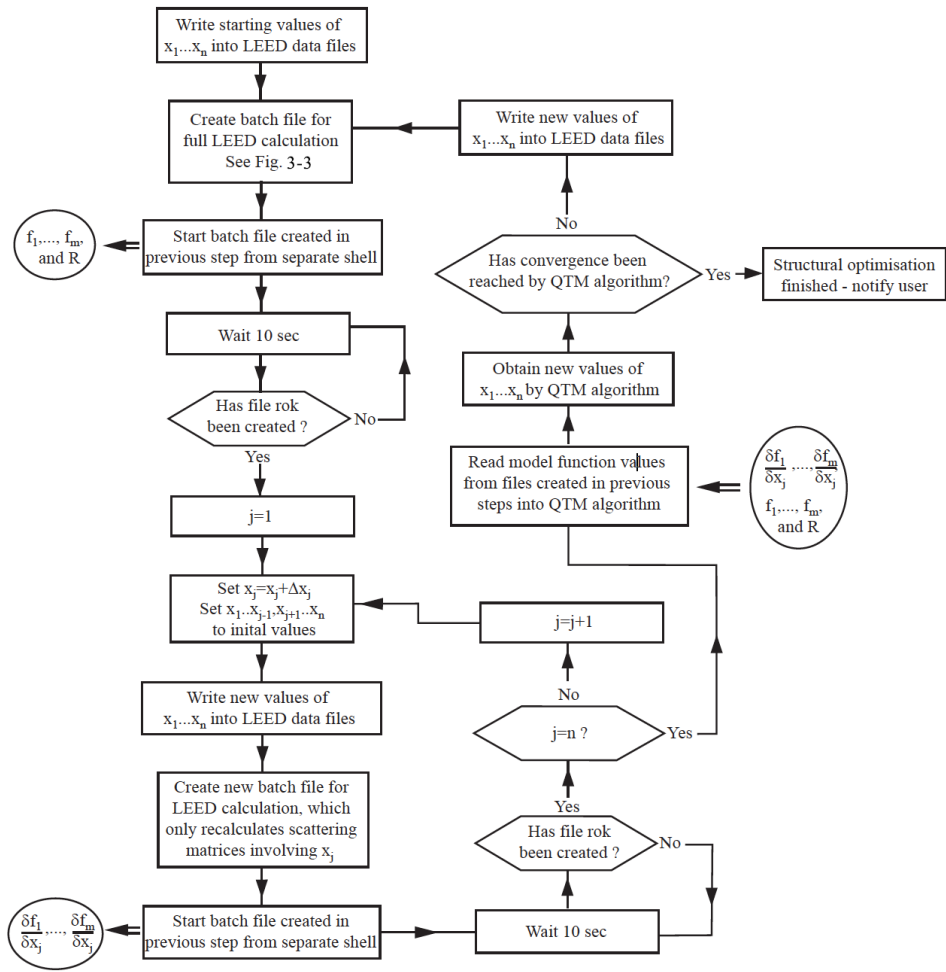 Write starting values of
x₁...xₙ into LEED data files
Create batch file for
full LEED calculation
See Fig. 3-3
Write new values of
x₁...xₙ into LEED data files
No
f₁,..., fₘ,
and R
Start batch file created in
previous step from separate shell
Has convergence been
reached by QTM algorithm?
Yes
Structural optimisation
finished - notify user
Wait 10 sec
Obtain new values of
x₁...xₙ by QTM algorithm
Has file rok
been created ?
No
Yes
Read model function values
from files created in previous
steps into QTM algorithm
δf₁/δxⱼ ,...,δfₘ/δxⱼ
f₁,..., fₘ,
and R
j=1
Set xⱼ=xⱼ+Δxⱼ
Set x₁..xⱼ₋₁,xⱼ₊₁..xₙ
to inital values
j=j+1
No
Write new values of
x₁...xₙ into LEED data files
j=n ?
Yes
Create new batch file for
LEED calculation, which
only recalculates scattering
matrices involving xⱼ
Yes
Has file rok
been created ?
No
δf₁/δxⱼ ,..., δfₘ/δxⱼ
Start batch file created in
previous step from separate shell
Wait 10 sec